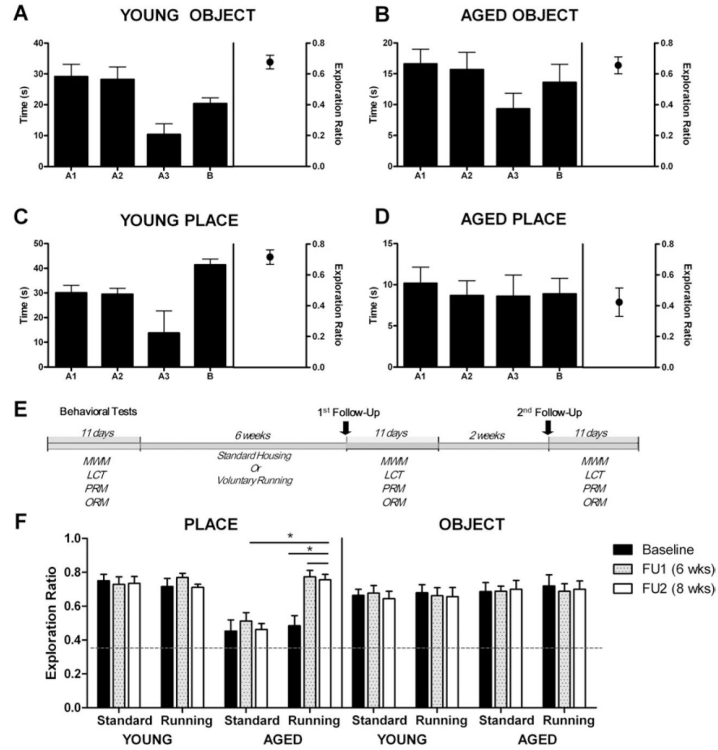 A
YOUNG OBJECT
Time (s)
40
30
20
10
0
A1 A2 A3 B
0.8
0.6
0.4
0.2
0.0
Exploration Ratio
B
AGED OBJECT
Time (s)
20
15
10
5
0
A1 A2 A3 B
0.8
0.6
0.4
0.2
0.0
Exploration Ratio
C
YOUNG PLACE
Time (s)
50
40
30
20
10
0
A1 A2 A3 B
0.8
0.6
0.4
0.2
0.0
Exploration Ratio
D
AGED PLACE
Time (s)
15
10
5
0
A1 A2 A3 B
0.8
0.6
0.4
0.2
0.0
Exploration Ratio
E
Behavioral Tests 1st Follow-Up 2nd Follow-Up
11 days 6 weeks 11 days 2 weeks 11 days
Standard Housing
Or
Voluntary Running
MWM
LCT
PRM
ORM
MWM
LCT
PRM
ORM
MWM
LCT
PRM
ORM
F
PLACE OBJECT
* *
Exploration Ratio
1.0
0.8
0.6
0.4
0.2
0.0
Standard Running Standard Running Standard Running Standard Running
YOUNG AGED YOUNG AGED
Baseline
FU1 (6 wks)
FU2 (8 wks)